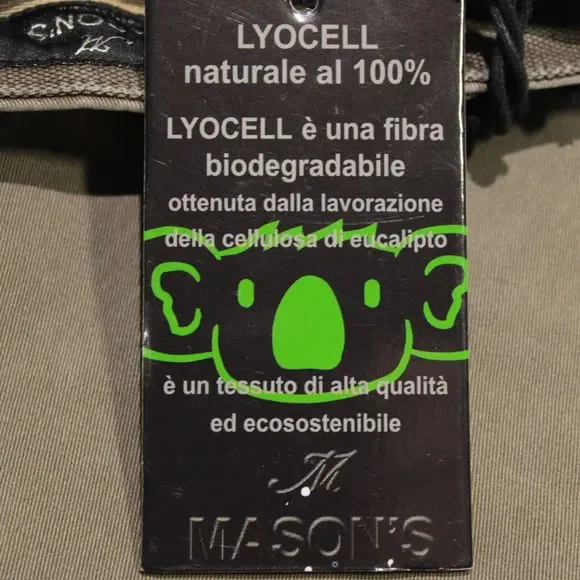 LYOCELL
naturale al 100%
LYOCELL è una fibra
biodegradabile
ottenuta dalla lavorazione
della cellulosa di eucalipto
è un tessuto di alta qualità
ed ecosostenibile
M
MASON'S